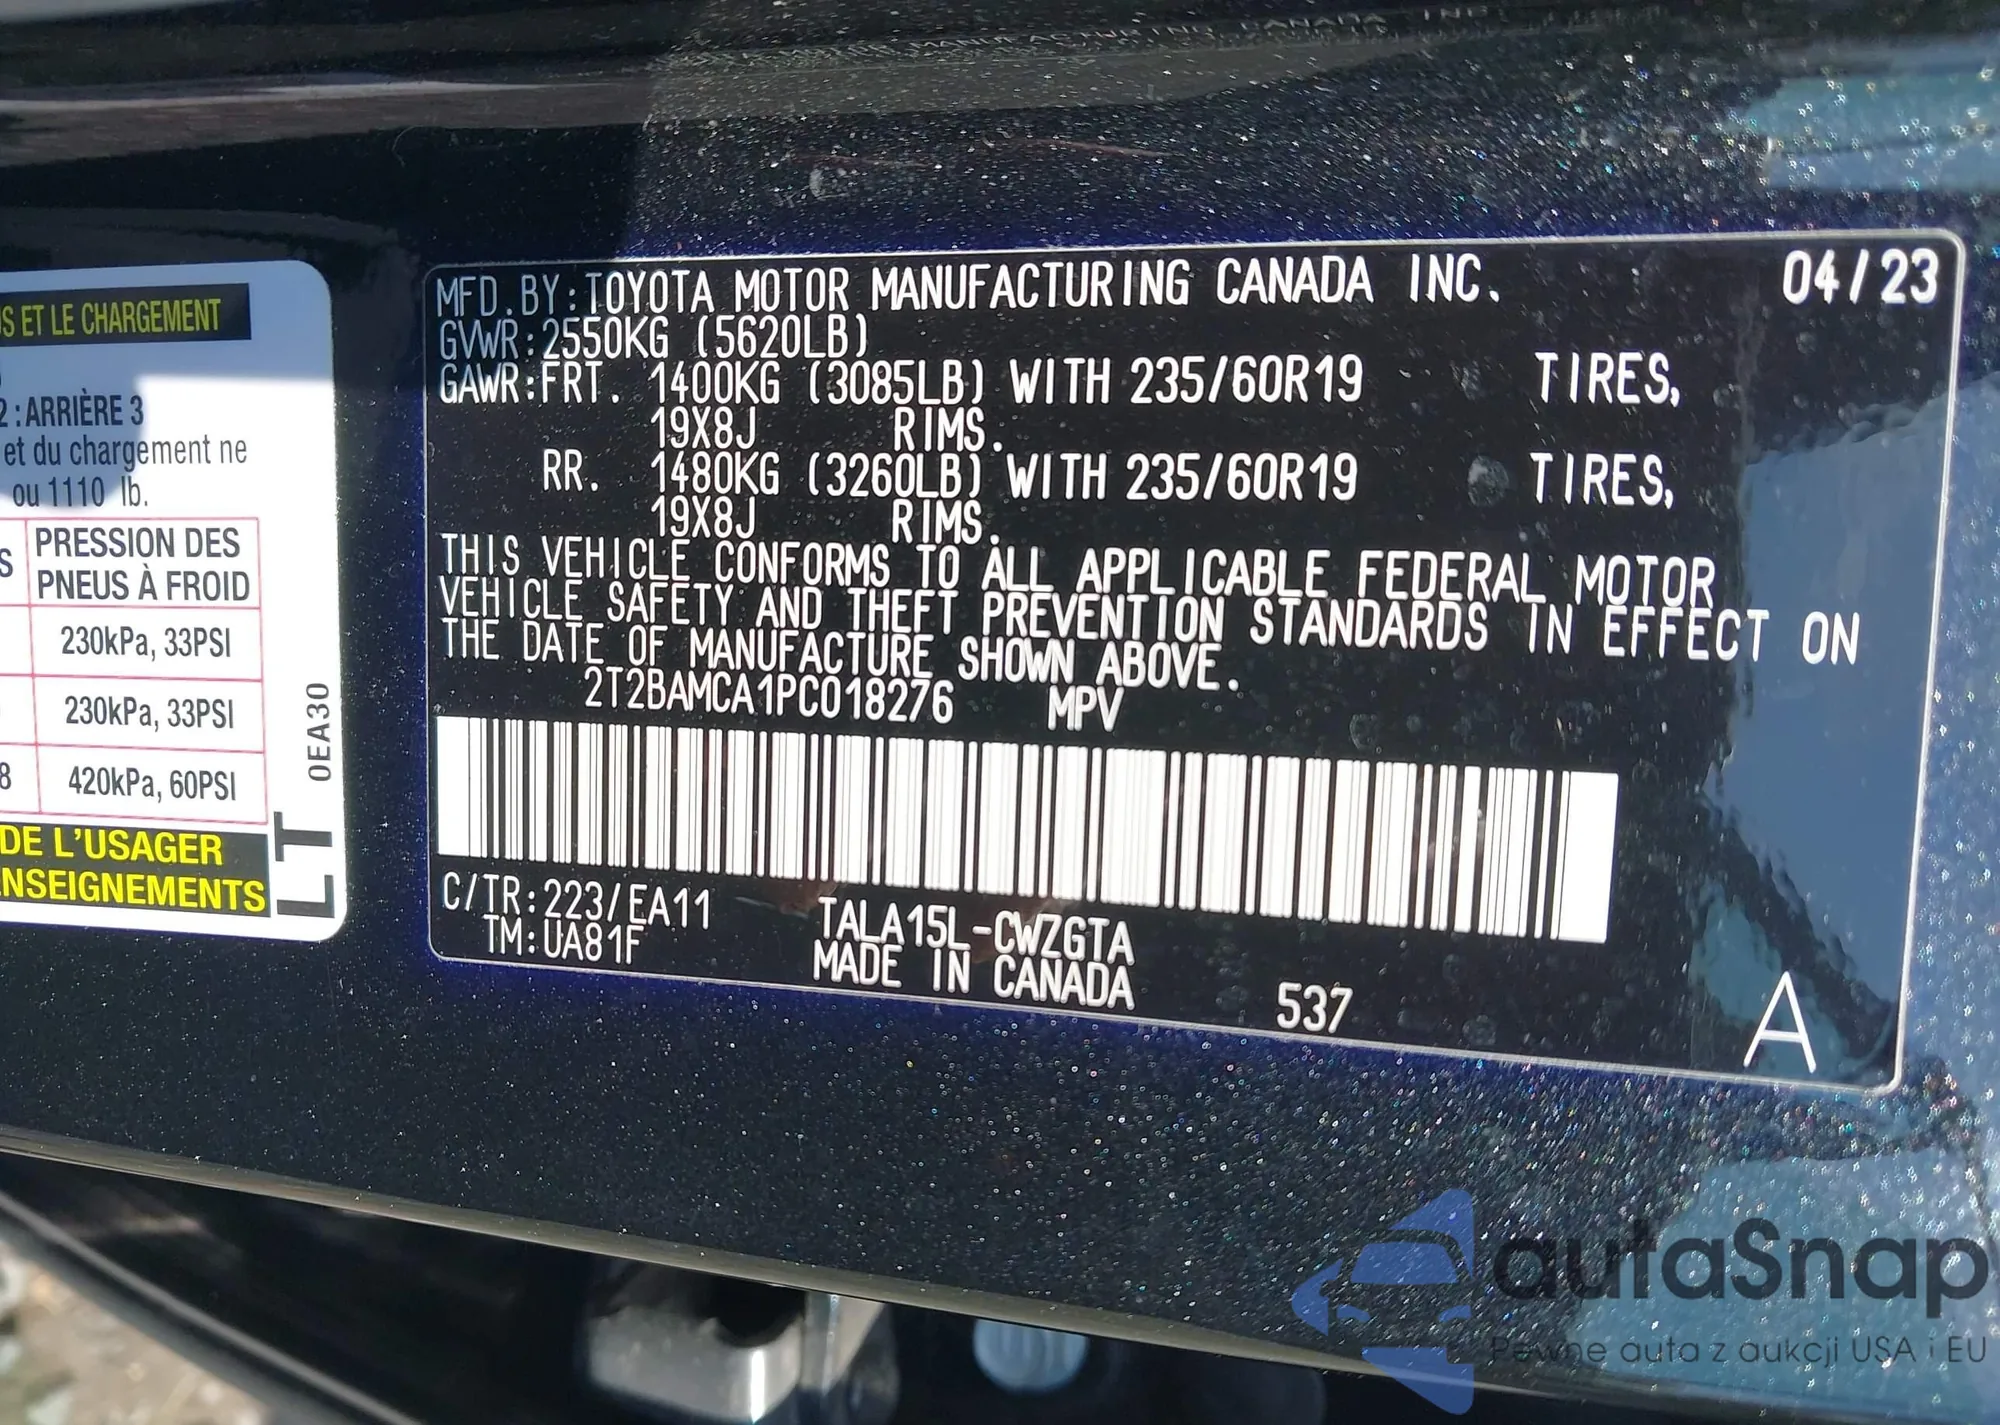 S ET LE CHARGEMENT
2 : ARRIÈRE 3
et du chargement ne
ou 1110 lb.
S PRESSION DES
PNEUS À FROID
230kPa, 33PSI
230kPa, 33PSI
8 420kPa, 60PSI
DE L'USAGER
NSEIGNEMENTS
LT
0EA30
MFD.BY:TOYOTA MOTOR MANUFACTURING CANADA INC. 04/23
GVWR:2550KG (5620LB)
GAWR:FRT. 1400KG (3085LB) WITH 235/60R19 TIRES,
19X8J RIMS.
RR. 1480KG (3260LB) WITH 235/60R19 TIRES,
19X8J RIMS.
THIS VEHICLE CONFORMS TO ALL APPLICABLE FEDERAL MOTOR
VEHICLE SAFETY AND THEFT PREVENTION STANDARDS IN EFFECT ON
THE DATE OF MANUFACTURE SHOWN ABOVE.
2T2BAMCA1PC018276 MPV
C/TR:223/EA11 TALA15L-CWZGTA
TM:UA81F MADE IN CANADA 537 A
autaSnap
Pewne auta z aukcji USA i EU